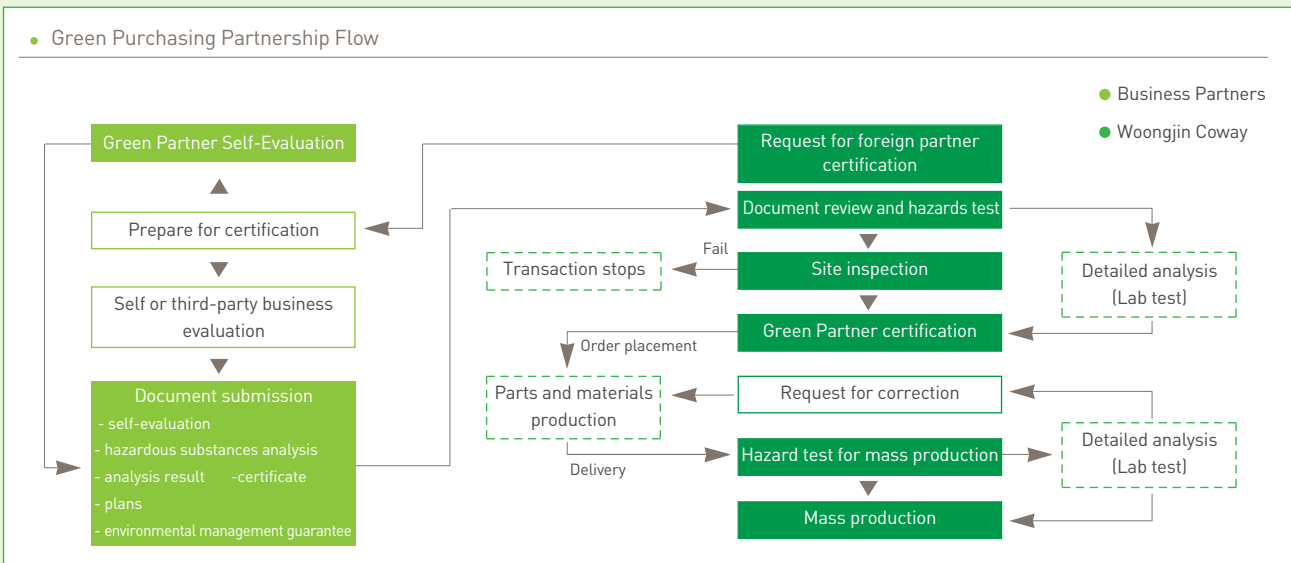 • Green Purchasing Partnership Flow
Business Partners
Woongjin Coway
Green Partner Self-Evaluation
Prepare for certification
Self or third-party business
evaluation
Document submission
- self-evaluation
- hazardous substances analysis
- analysis result -certificate
- plans
- environmental management guarantee
Request for foreign partner
certification
Document review and hazards test
Fail
Transaction stops
Site inspection
Detailed analysis
(Lab test)
Green Partner certification
Order placement
Parts and materials
production
Request for correction
Delivery
Hazard test for mass production
Detailed analysis
(Lab test)
Mass production